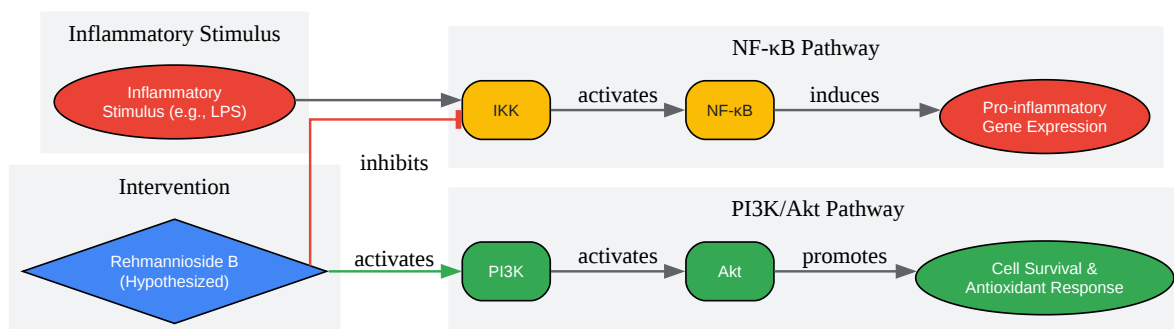 Inflammatory Stimulus
Inflammatory
Stimulus (e.g., LPS)
NF-κB Pathway
IKK
activates
NF-κB
induces
Pro-inflammatory
Gene Expression
inhibits
Intervention
Rehmannioside B
(Hypothesized)
activates
PI3K/Akt Pathway
PI3K
activates
Akt
promotes
Cell Survival &
Antioxidant Response